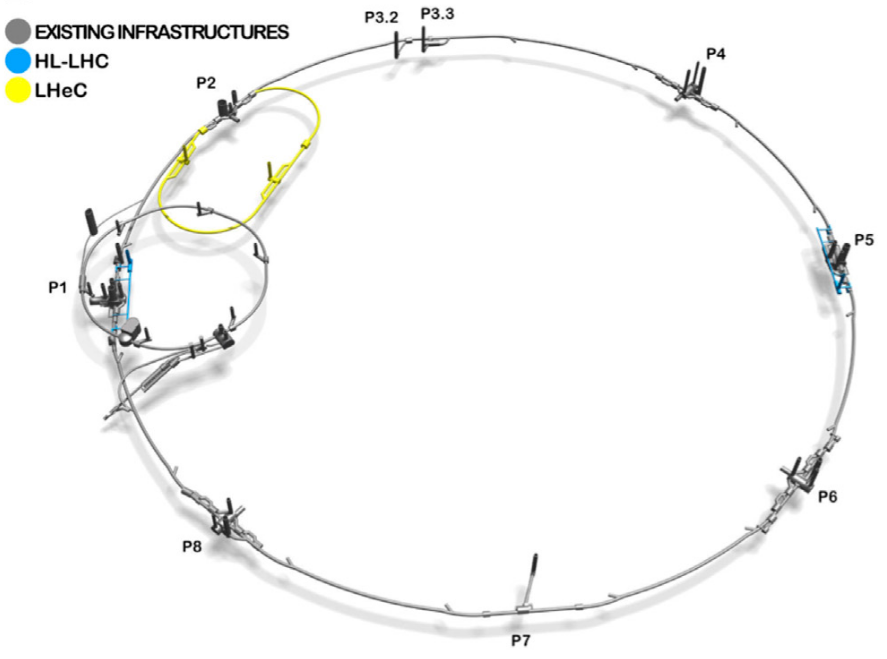 EXISTING INFRASTRUCTURES
HL-LHC
LHeC
P3.2
P3.3
P2
P4
P5
P1
P6
P8
P7